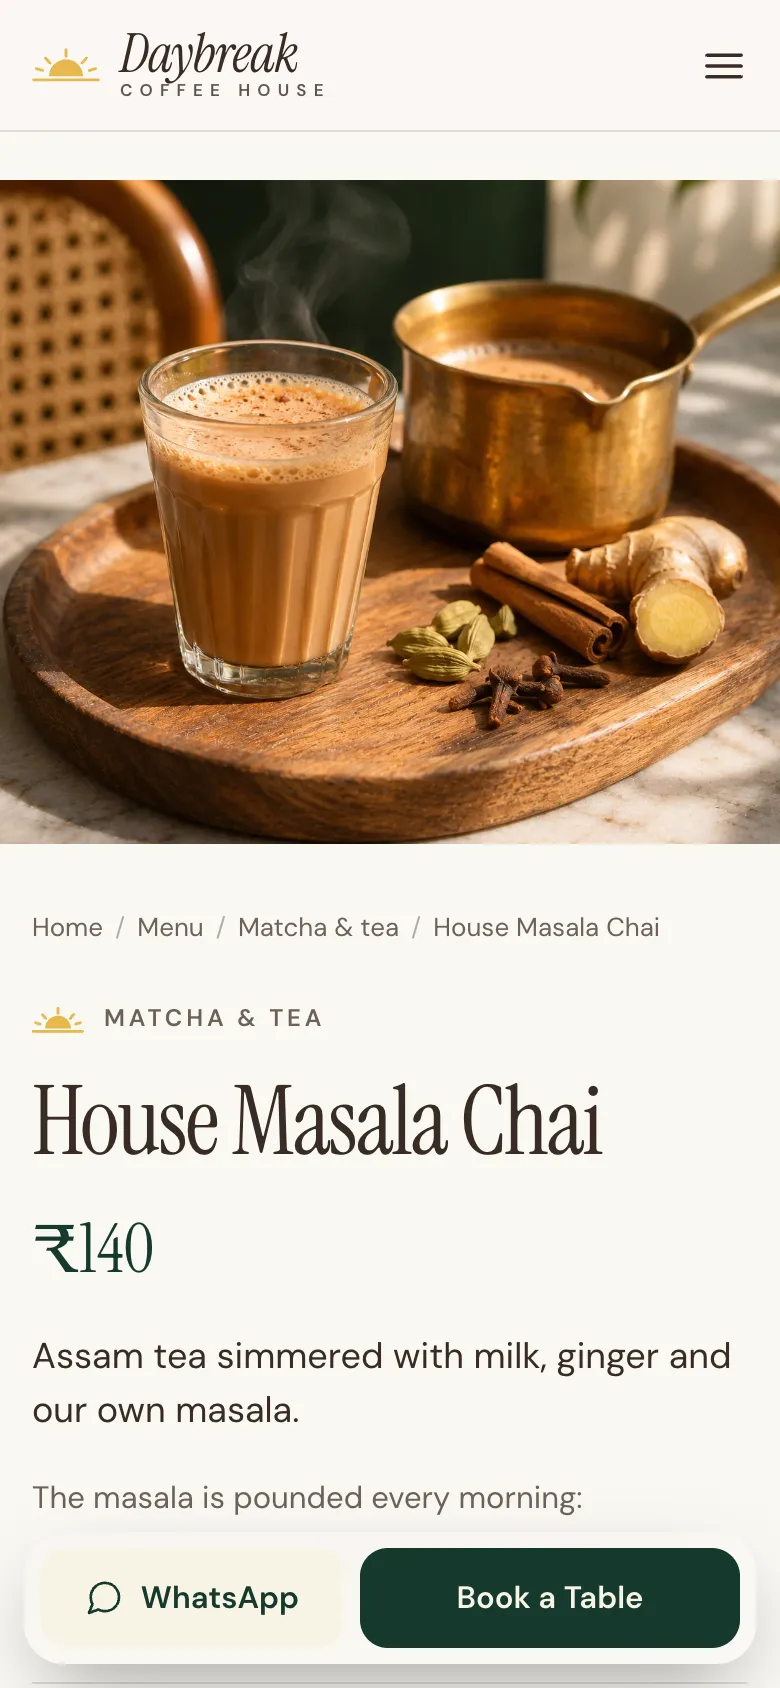 Daybreak
COFFEE HOUSE
Home / Menu / Matcha & tea / House Masala Chai
MATCHA & TEA
House Masala Chai
₹140
Assam tea simmered with milk, ginger and
our own masala.
The masala is pounded every morning:
WhatsApp
Book a Table